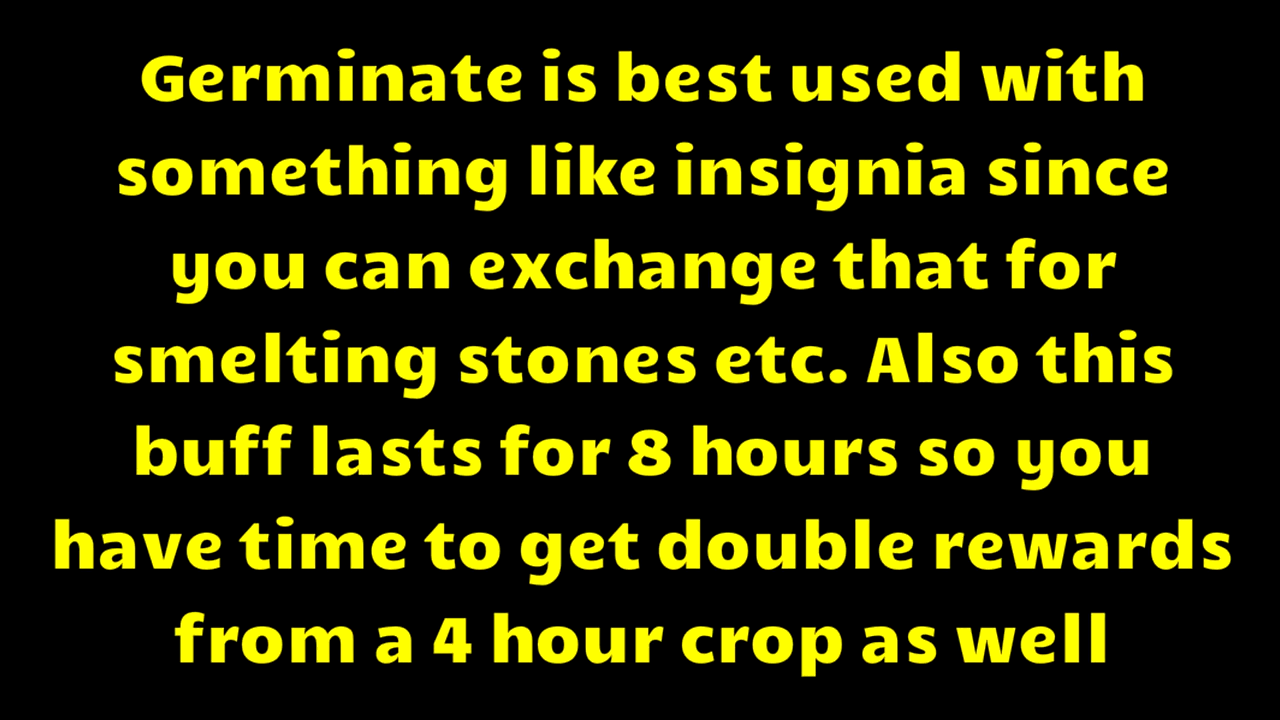 Germinate is best used with
something like insignia since
you can exchange that for
smelting stones etc. Also this
buff lasts for 8 hours so you
have time to get double rewards
from a 4 hour crop as well